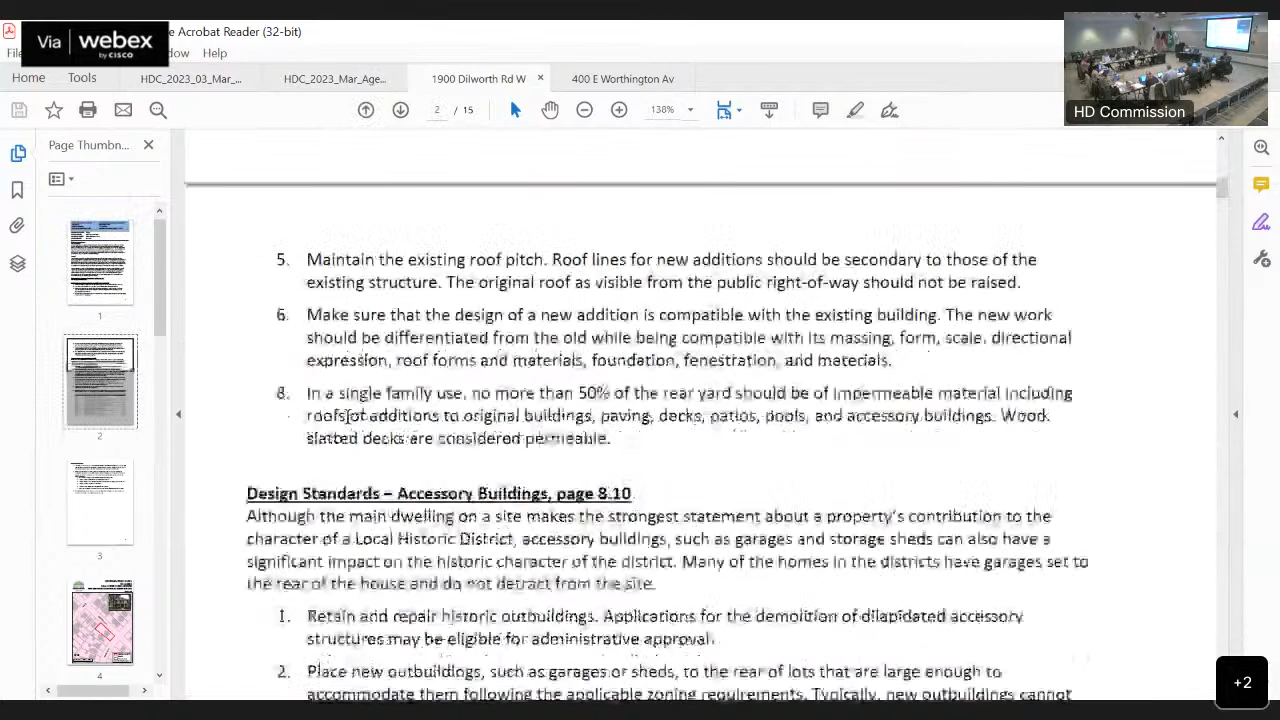 Via webex
by CISCO
e Acrobat Reader (32-bit)
dow Help
HD Commission
Home Tools HDC_2023_03_Mar_... HDC_2023_Mar_Age... 1900 Dilworth Rd W 400 E Worthington Av
2 / 15 138%
Page Thumbn...
1
2
3
4
5. Maintain the existing roof pitch. Roof lines for new additions should be secondary to those of the
existing structure. The original roof as visible from the public right-of-way should not be raised.
6. Make sure that the design of a new addition is compatible with the existing building. The new work
should be differentiated from the old while being compatible with its massing, form, scale, directional
expression, roof forms and materials, foundation, fenestration and materials.
8. In a single family use, no more than 50% of the rear yard should be of impermeable material including
roofs for additions to original buildings, paving, decks, patios, pools, and accessory buildings. Wood
slatted decks are considered permeable.
Design Standards – Accessory Buildings, page 8.10
Although the main dwelling on a site makes the strongest statement about a property's contribution to the
character of a Local Historic District, accessory buildings, such as garages and storage sheds can also have a
significant impact on the historic character of the district. Many of the homes in the districts have garages set to
the rear of the house and do not detract from the site.
1. Retain and repair historic outbuildings. Applications for the demolition of dilapidated accessory
structures may be eligible for administrative approval.
2. Place new outbuildings, such as garages or sheds, to the rear of lots that are large enough to
accommodate them following the applicable zoning requirements. Typically, new outbuildings cannot
+2